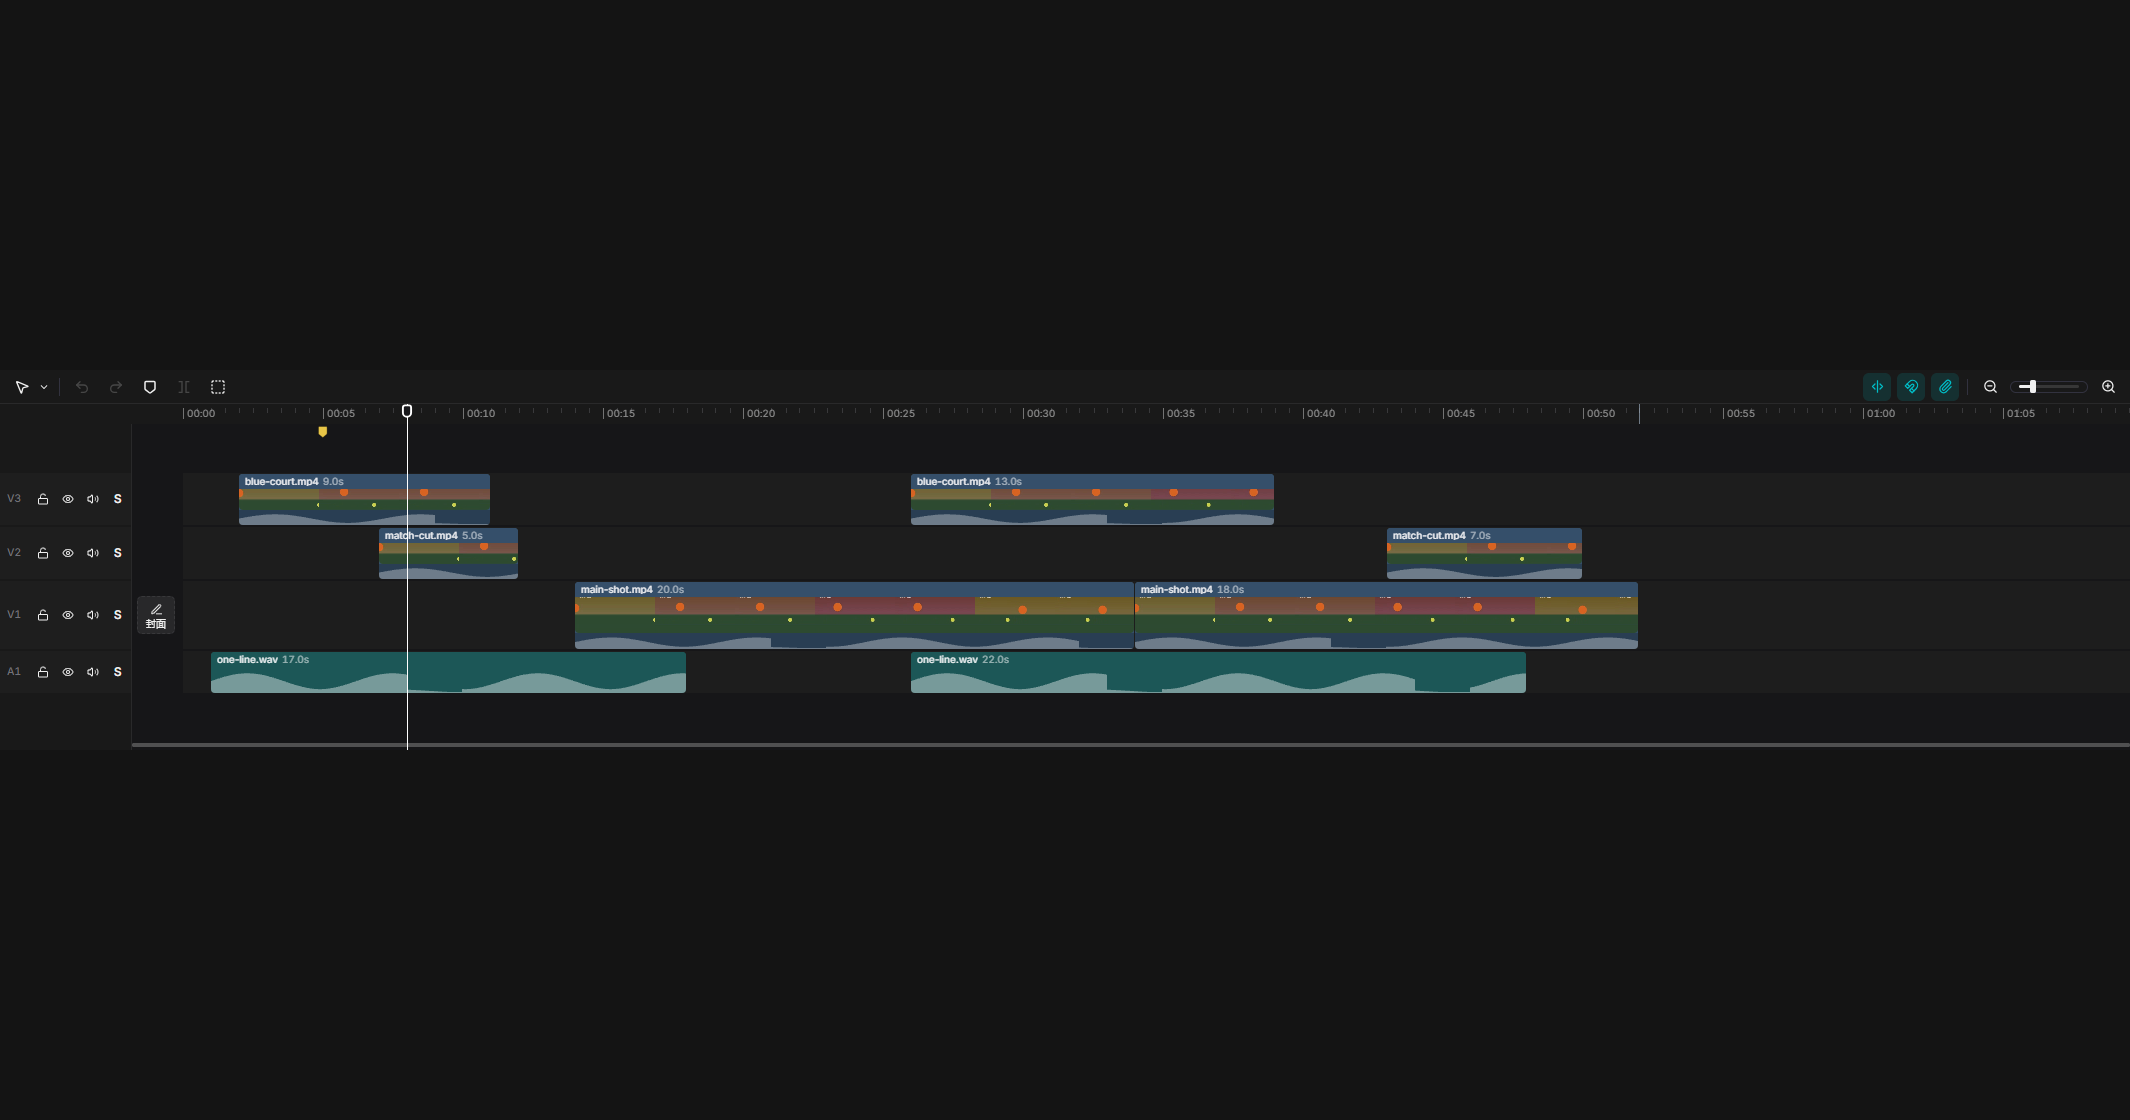 00:00 00:05 00:10 00:15 00:20 00:25 00:30 00:35 00:40 00:45 00:50 00:55 01:00 01:05
V3 S blue-court.mp4 9.0s blue-court.mp4 13.0s
V2 S match-cut.mp4 5.0s match-cut.mp4 7.0s
V1 S 封面 main-shot.mp4 20.0s main-shot.mp4 18.0s
A1 S one-line.wav 17.0s one-line.wav 22.0s